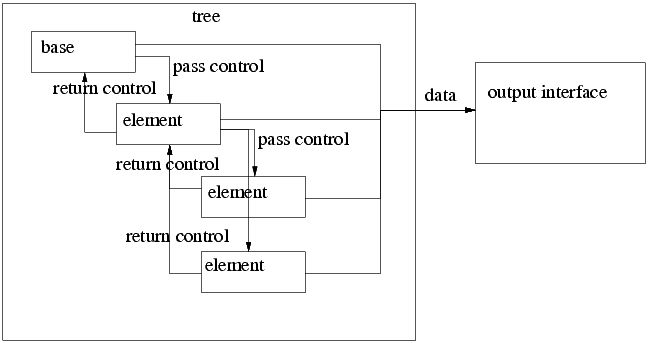 tree
base
pass control
return control
element
data
output interface
pass control
return control
element
return control
element